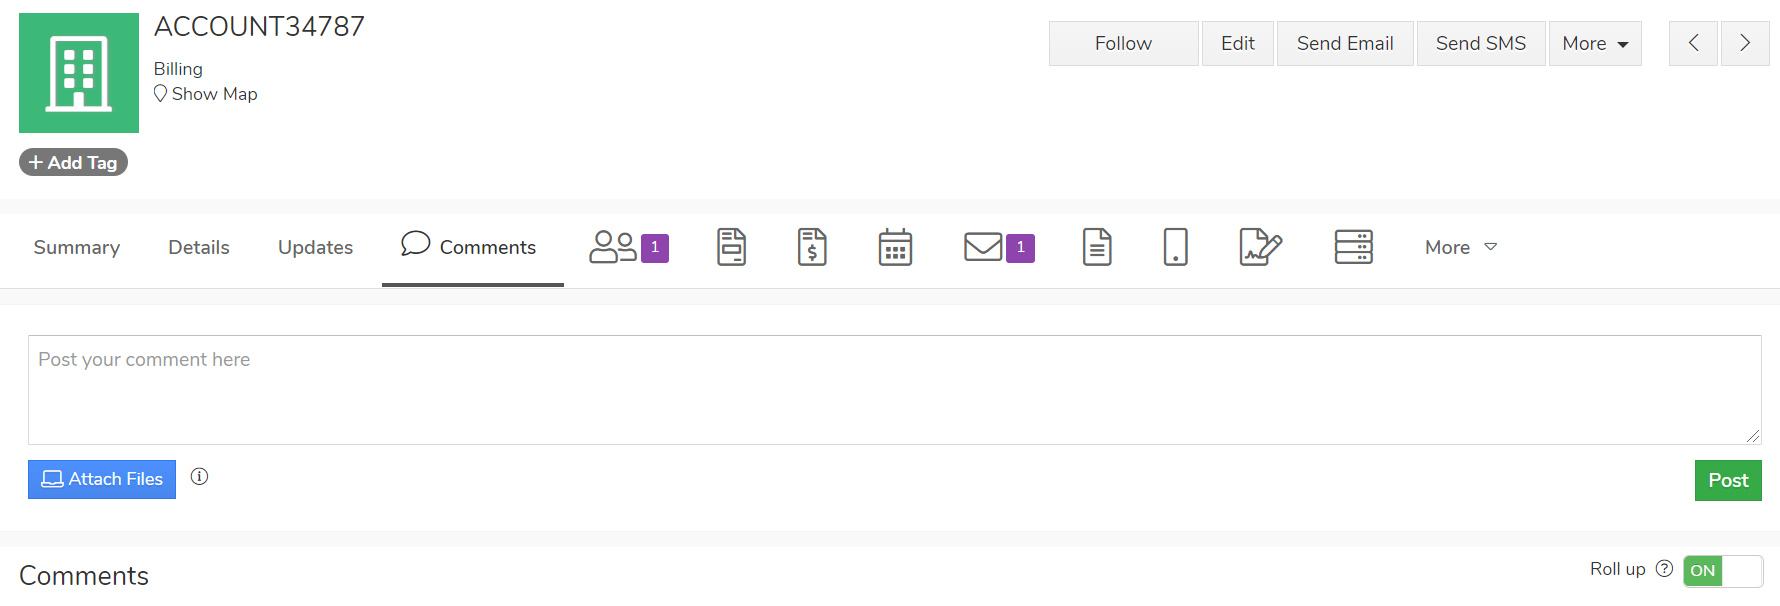 ACCOUNT34787
Billing
Show Map
+ Add Tag
Follow
Edit
Send Email
Send SMS
More
Summary
Details
Updates
Comments
1
$
1
More
Post your comment here
Attach Files
Post
Comments
Roll up
ON